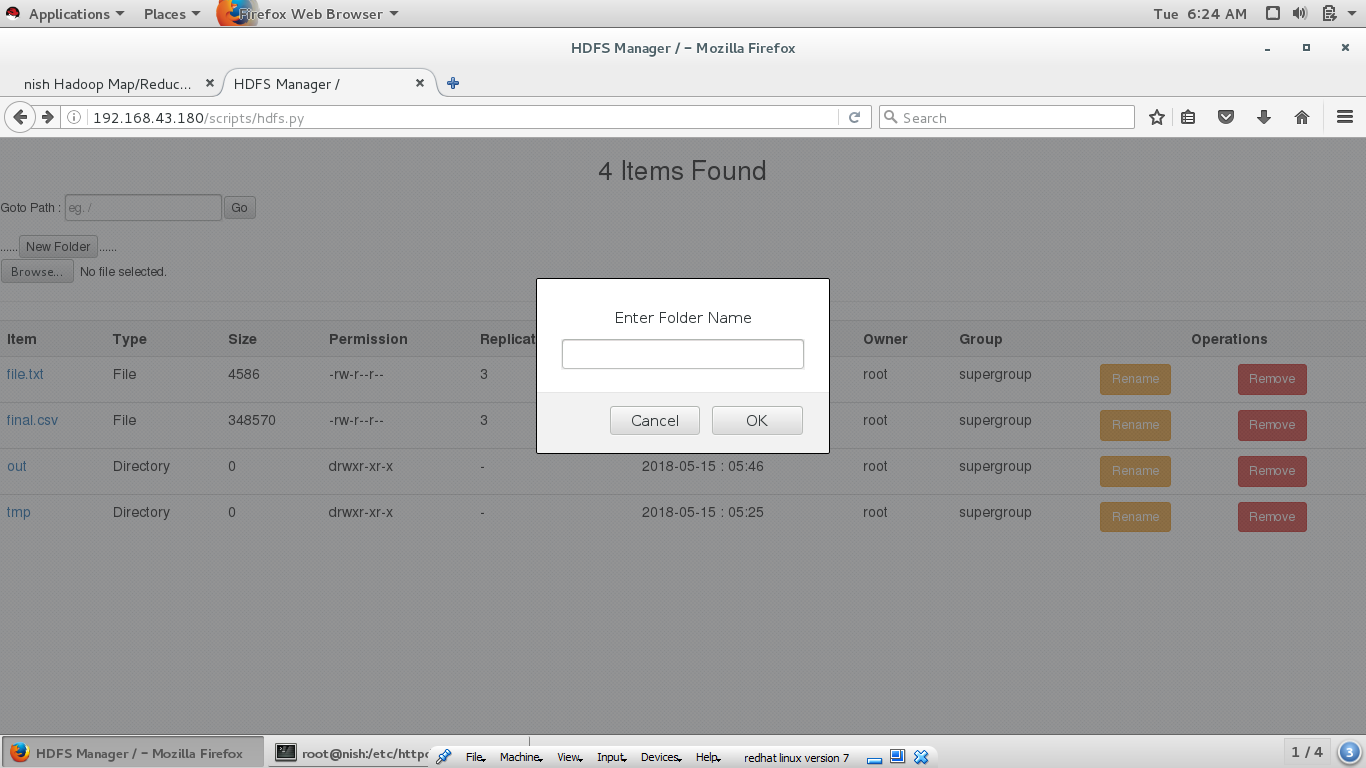 Applications Places Firefox Web Browser Tue 6:24 AM
HDFS Manager / - Mozilla Firefox
nish Hadoop Map/Reduc... HDFS Manager /
192.168.43.180/scripts/hdfs.py Search
4 Items Found
Goto Path : eg. / Go
...... New Folder ......
Browse... No file selected.
Enter Folder Name
Cancel OK
Item Type Size Permission Replicat Owner Group Operations
file.txt File 4586 -rw-r--r-- 3 root supergroup Rename Remove
final.csv File 348570 -rw-r--r-- 3 root supergroup Rename Remove
out Directory 0 drwxr-xr-x - 2018-05-15 : 05:46 root supergroup Rename Remove
tmp Directory 0 drwxr-xr-x - 2018-05-15 : 05:25 root supergroup Rename Remove
HDFS Manager / - Mozilla Firefox root@nish:/etc/httpd File Machine View Input Devices Help redhat linux version 7 1 / 4 3